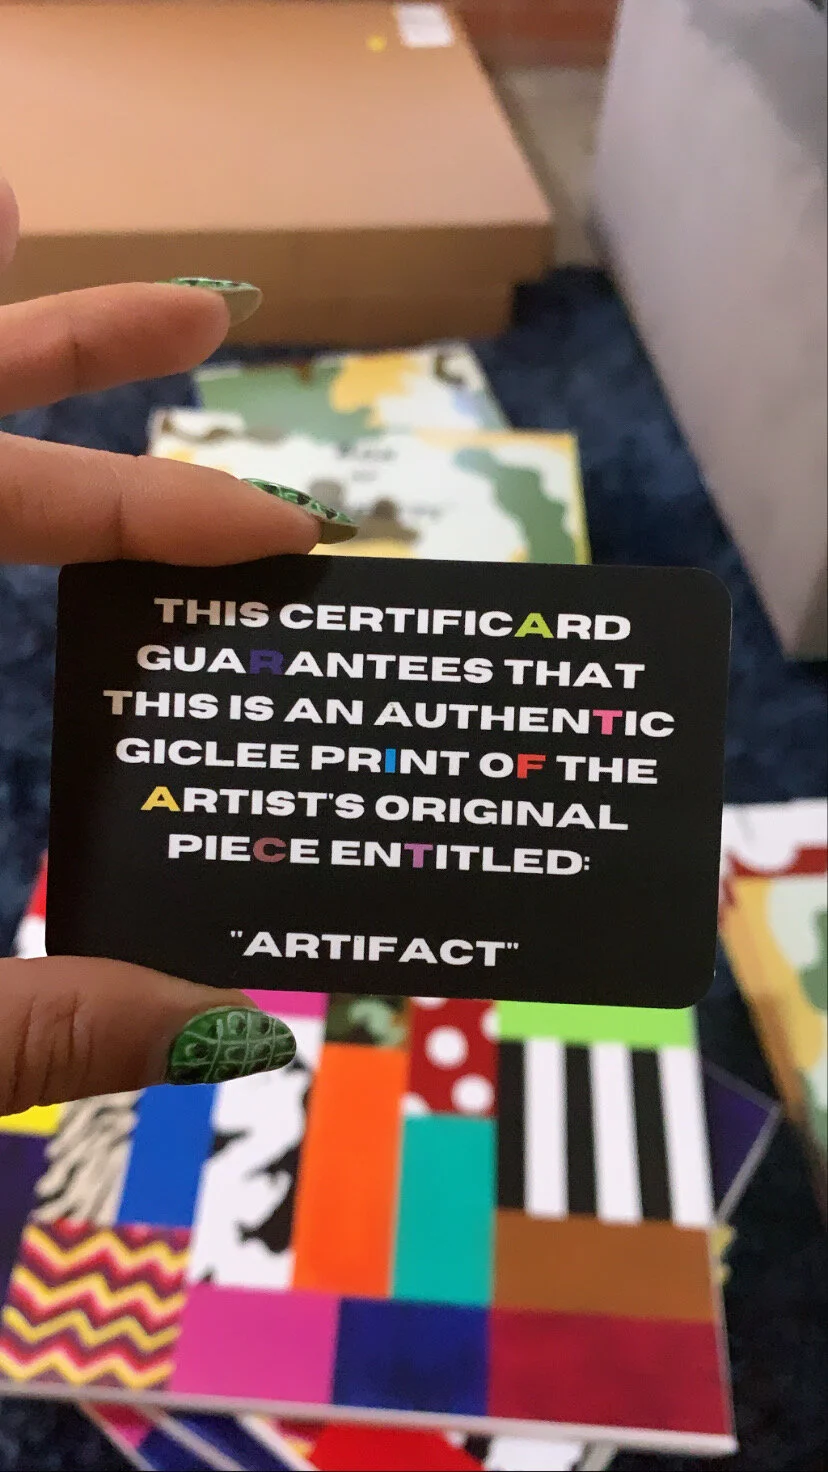 THIS CERTIFICARD
GUARANTEES THAT
THIS IS AN AUTHENTIC
GICLEE PRINT OF THE
ARTIST'S ORIGINAL
PIECE ENTITLED:
"ARTIFACT"